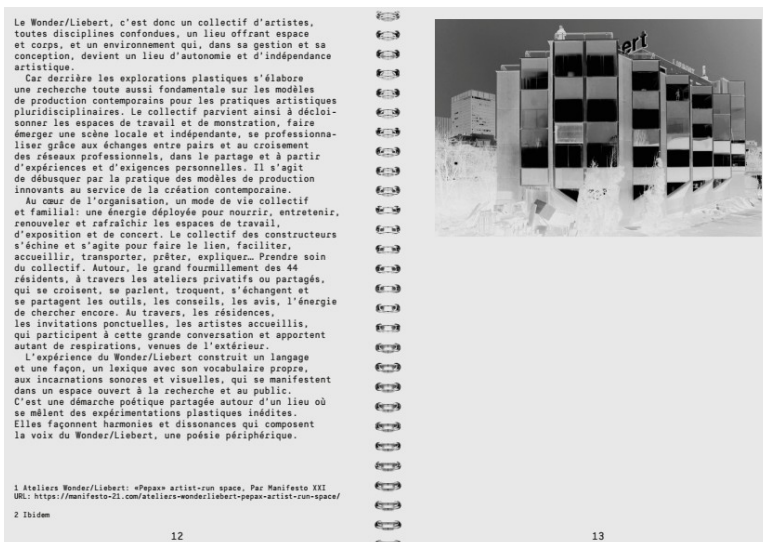 Le Wonder/Liebert, c'est donc un collectif d'artistes,
toutes disciplines confondues, un lieu offrant espace
et corps, et un environnement qui, dans sa gestion et sa
conception, devient un lieu d'autonomie et d'indépendance
artistique.
Car derrière les explorations plastiques s'élabore
une recherche toute aussi fondamentale sur les modèles
de production contemporains pour les pratiques artistiques
pluridisciplinaires. Le collectif parvient ainsi à décloi-
sonner les espaces de travail et de monstration, faire
émerger une scène locale et indépendante, se professionna-
liser grâce aux échanges entre pairs et au croisement
des réseaux professionnels, dans le partage et à partir
d'expériences et d'exigences personnelles. Il s'agit
de débusquer par la pratique des modèles de production
innovants au service de la création contemporaine.
Au cœur de l'organisation, un mode de vie collectif
et familial: une énergie déployée pour nourrir, entretenir,
renouveler et rafraîchir les espaces de travail,
d'exposition et de concert. Le collectif des constructeurs
s'échine et s'agite pour faire le lien, faciliter,
accueillir, transporter, prêter, expliquer… Prendre soin
du collectif. Autour, le grand fourmillement des 44
résidents, à travers les ateliers privatifs ou partagés,
qui se croisent, se parlent, troquent, s'échangent et
se partagent les outils, les conseils, les avis, l'énergie
de chercher encore. Au travers, les résidences,
les invitations ponctuelles, les artistes accueillis,
qui participent à cette grande conversation et apportent
autant de respirations, venues de l'extérieur.
L'expérience du Wonder/Liebert construit un langage
et une façon, un lexique avec son vocabulaire propre,
aux incarnations sonores et visuelles, qui se manifestent
dans un espace ouvert à la recherche et au public.
C'est une démarche poétique partagée autour d'un lieu où
se mêlent des expérimentations plastiques inédites.
Elles façonnent harmonies et dissonances qui composent
la voix du Wonder/Liebert, une poésie périphérique.
1 Ateliers Wonder/Liebert: «Pepax» artist-run space, Par Manifesto XXI
URL: https://manifesto-21.com/ateliers-wonderliebert-pepax-artist-run-space/
2 Ibidem
12
ert
13